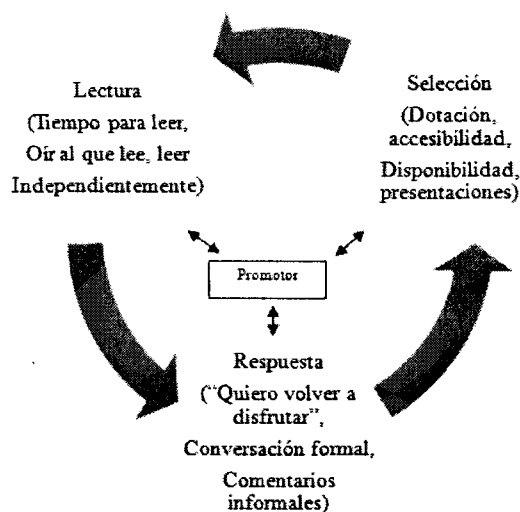 Lectura
(Tiempo para leer,
Oír al que lee, leer
Independientemente)
Selección
(Dotación,
accesibilidad,
Disponibilidad,
presentaciones)
Promotor
Respuesta
(“Quiero volver a
disfrutar”,
Conversación formal,
Comentarios
informales)